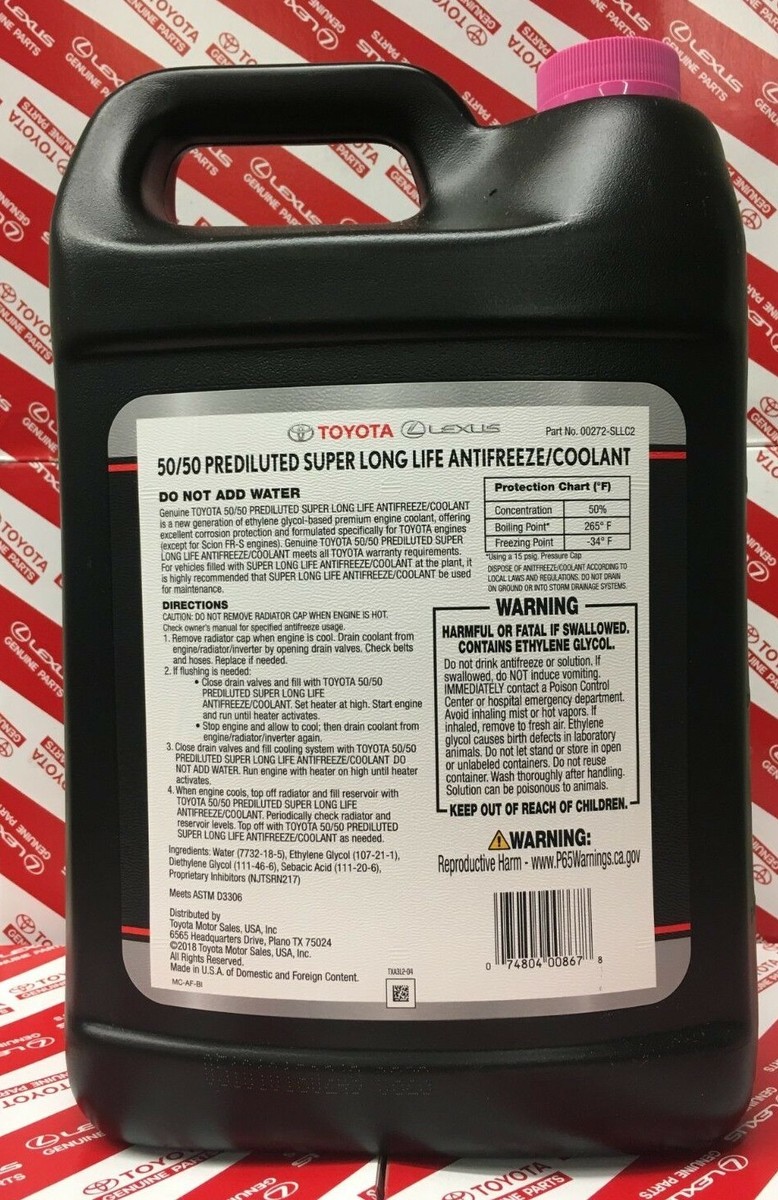 TOYOTA LEXUS
Part No. 00272-SLLC2
50/50 PREDILUTED SUPER LONG LIFE ANTIFREEZE/COOLANT
DO NOT ADD WATER
Genuine TOYOTA 50/50 PREDILUTED SUPER LONG LIFE ANTIFREEZE/COOLANT
is a new generation of ethylene glycol-based premium engine coolant, offering
excellent corrosion protection and formulated specifically for TOYOTA engines
(except for Scion FR-S engines). Genuine TOYOTA 50/50 PREDILUTED SUPER
LONG LIFE ANTIFREEZE/COOLANT meets all TOYOTA warranty requirements.
For vehicles filled with SUPER LONG LIFE ANTIFREEZE/COOLANT at the plant, it
is highly recommended that SUPER LONG LIFE ANTIFREEZE/COOLANT be used
for maintenance.
DIRECTIONS
CAUTION: DO NOT REMOVE RADIATOR CAP WHEN ENGINE IS HOT.
Check owner's manual for specified antifreeze usage.
1. Remove radiator cap when engine is cool. Drain coolant from
engine/radiator/inverter by opening drain valves. Check belts
and hoses. Replace if needed.
2. If flushing is needed:
• Close drain valves and fill with TOYOTA 50/50
PREDILUTED SUPER LONG LIFE
ANTIFREEZE/COOLANT. Set heater at high. Start engine
and run until heater activates.
• Stop engine and allow to cool; then drain coolant from
engine/radiator/inverter again.
3. Close drain valves and fill cooling system with TOYOTA 50/50
PREDILUTED SUPER LONG LIFE ANTIFREEZE/COOLANT DO
NOT ADD WATER. Run engine with heater on high until heater
activates.
4. When engine cools, top off radiator and fill reservoir with
TOYOTA 50/50 PREDILUTED SUPER LONG LIFE
ANTIFREEZE/COOLANT. Periodically check radiator and
reservoir levels. Top off with TOYOTA 50/50 PREDILUTED
SUPER LONG LIFE ANTIFREEZE/COOLANT as needed.
Ingredients: Water (7732-18-5), Ethylene Glycol (107-21-1),
Diethylene Glycol (111-46-6), Sebacic Acid (111-20-6),
Proprietary Inhibitors (NJTSRN217)
Meets ASTM D3306
Distributed by
Toyota Motor Sales, USA, Inc
6565 Headquarters Drive, Plano TX 75024
©2018 Toyota Motor Sales, USA, Inc.
All Rights Reserved.
Made in U.S.A. of Domestic and Foreign Content.
MC-AF-BI
TXA3L2-04
Protection Chart (°F)
Concentration 50%
Boiling Point* 265° F
Freezing Point -34° F
*Using a 15 psig. Pressure Cap
DISPOSE OF ANTIFREEZE/COOLANT ACCORDING TO
LOCAL LAWS AND REGULATIONS. DO NOT DRAIN
ON GROUND OR INTO STORM DRAINAGE SYSTEMS.
WARNING
HARMFUL OR FATAL IF SWALLOWED.
CONTAINS ETHYLENE GLYCOL.
Do not drink antifreeze or solution. If
swallowed, do NOT induce vomiting.
IMMEDIATELY contact a Poison Control
Center or hospital emergency department.
Avoid inhaling mist or hot vapors. If
inhaled, remove to fresh air. Ethylene
glycol causes birth defects in laboratory
animals. Do not let stand or store in open
or unlabeled containers. Do not reuse
container. Wash thoroughly after handling.
Solution can be poisonous to animals.
KEEP OUT OF REACH OF CHILDREN.
WARNING:
Reproductive Harm - www.P65Warnings.ca.gov
0 74804 00867 8